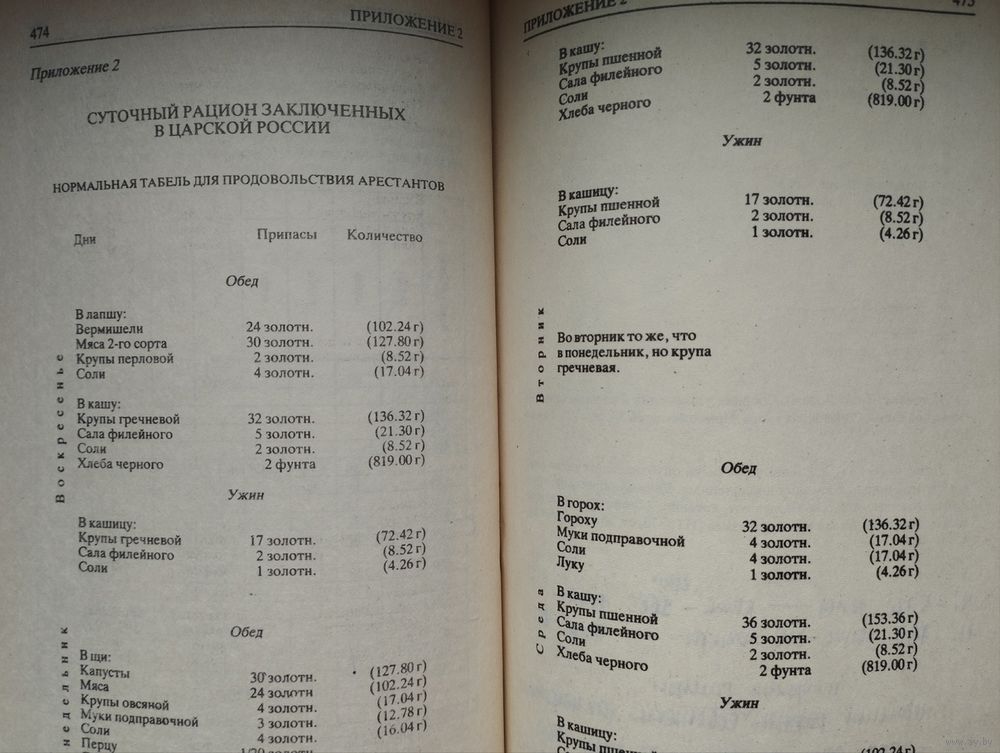 474
ПРИЛОЖЕНИЕ 2
Приложение 2
СУТОЧНЫЙ РАЦИОН ЗАКЛЮЧЕННЫХ
В ЦАРСКОЙ РОССИИ
НОРМАЛЬНАЯ ТАБЕЛЬ ДЛЯ ПРОДОВОЛЬСТВИЯ АРЕСТАНТОВ
Дни Припасы Количество
Обед
Воскресенье
В лапшу:
Вермишели 24 золотн. (102.24 г)
Мяса 2-го сорта 30 золотн. (127.80 г)
Крупы перловой 2 золотн. (8.52 г)
Соли 4 золотн. (17.04 г)
В кашу:
Крупы гречневой 32 золотн. (136.32 г)
Сала филейного 5 золотн. (21.30 г)
Соли 2 золотн. (8.52 г)
Хлеба черного 2 фунта (819.00 г)
Ужин
В кашицу:
Крупы гречневой 17 золотн. (72.42 г)
Сала филейного 2 золотн. (8.52 г)
Соли 1 золотн. (4.26 г)
Обед
В щи:
Капусты 30 золотн. (127.80 г)
Мяса 24 золотн (102.24 г)
Крупы овсяной 4 золотн. (17.04 г)
Муки подправочной 3 золотн. (12.78 г)
Соли 4 золотн. (16.04 г)
Перцу
ПРИЛОЖЕНИЕ 2
В кашу:
Крупы пшенной 32 золотн. (136.32 г)
Сала филейного 5 золотн. (21.30 г)
Соли 2 золотн. (8.52 г)
Хлеба черного 2 фунта (819.00 г)
Ужин
В кашицу:
Крупы пшенной 17 золотн. (72.42 г)
Сала филейного 2 золотн. (8.52 г)
Соли 1 золотн. (4.26 г)
Вторник
Во вторник то же, что
в понедельник, но крупа
гречневая.
Обед
Среда
В горох:
Гороху 32 золотн. (136.32 г)
Муки подправочной 4 золотн. (17.04 г)
Соли 4 золотн. (17.04 г)
Луку 1 золотн. (4.26 г)
В кашу:
Крупы пшенной 36 золотн. (153.36 г)
Сала филейного 5 золотн. (21.30 г)
Соли 2 золотн. (8.52 г)
Хлеба черного 2 фунта (819.00 г)
Ужин
В кашицу: